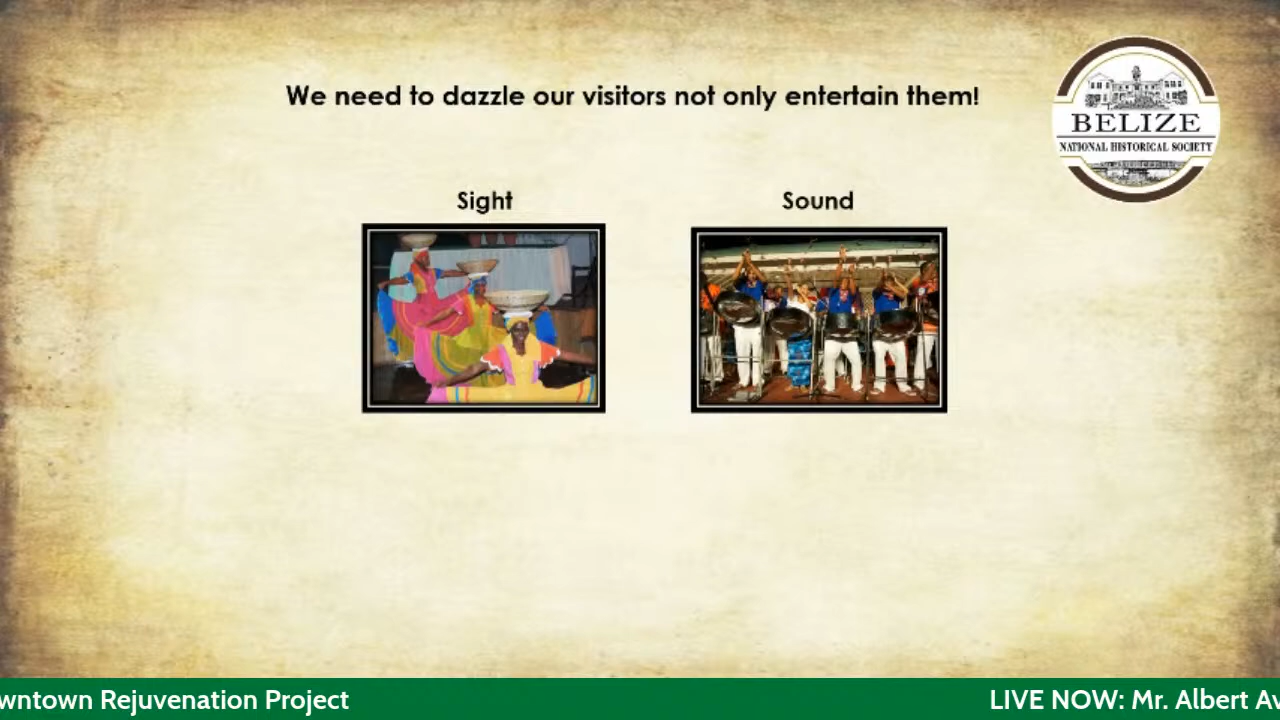 We need to dazzle our visitors not only entertain them!
BELIZE
NATIONAL HISTORICAL SOCIETY
Sight
Sound
wntown Rejuvenation Project
LIVE NOW: Mr. Albert Av